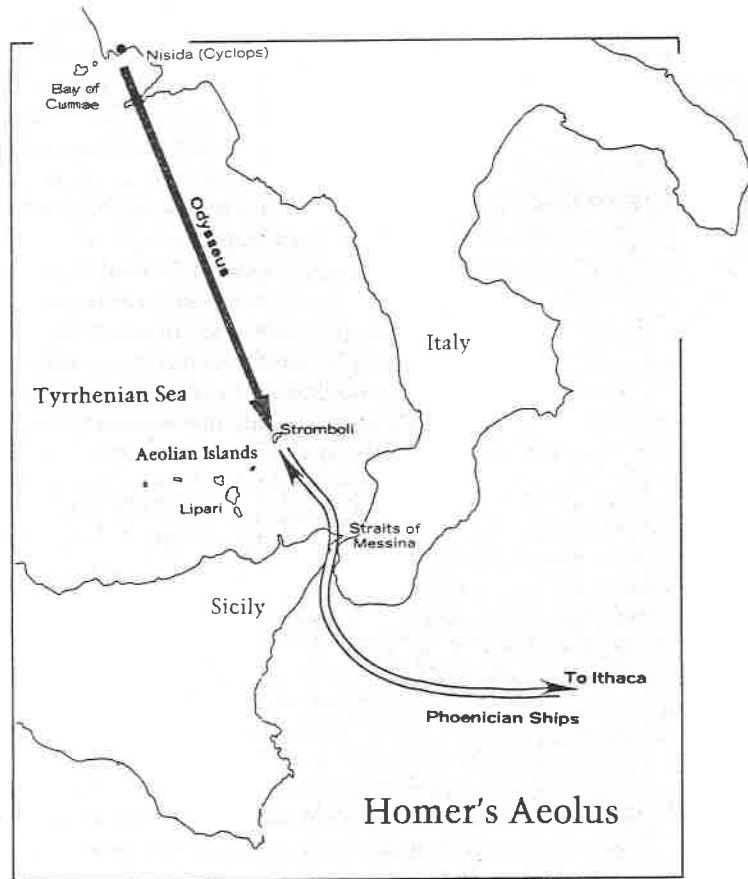 Nisida (Cyclops)
Bay of
Cumae
Odysseus
Italy
Tyrrhenian Sea
Stromboli
Aeolian Islands
Lipari
Straits of
Messina
Sicily
To Ithaca
Phoenician Ships
Homer's Aeolus